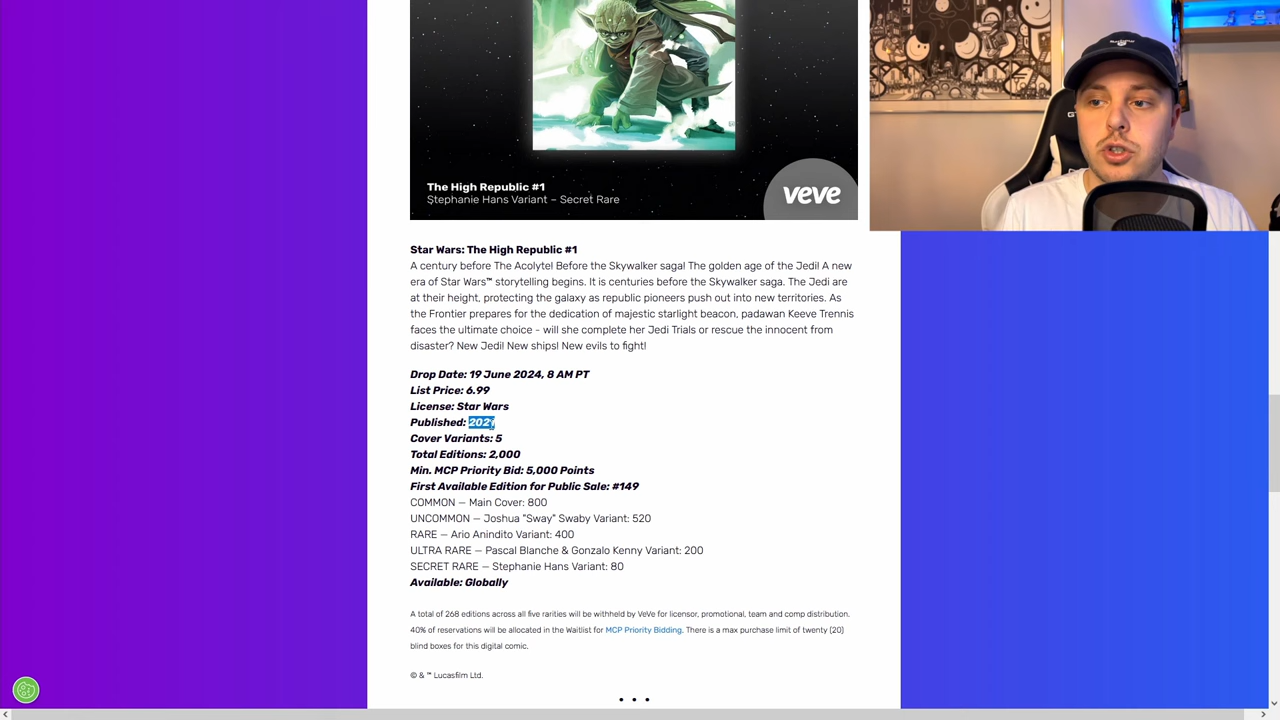 The High Republic #1
Stephanie Hans Variant – Secret Rare
veve
Star Wars: The High Republic #1
A century before The Acolyte! Before the Skywalker saga! The golden age of the Jedi! A new
era of Star Wars™ storytelling begins. It is centuries before the Skywalker saga. The Jedi are
at their height, protecting the galaxy as republic pioneers push out into new territories. As
the Frontier prepares for the dedication of majestic starlight beacon, padawan Keeve Trennis
faces the ultimate choice - will she complete her Jedi Trials or rescue the innocent from
disaster? New Jedi! New ships! New evils to fight!
Drop Date: 19 June 2024, 8 AM PT
List Price: 6.99
License: Star Wars
Published: 2021
Cover Variants: 5
Total Editions: 2,000
Min. MCP Priority Bid: 5,000 Points
First Available Edition for Public Sale: #149
COMMON — Main Cover: 800
UNCOMMON — Joshua "Sway" Swaby Variant: 520
RARE — Ario Anindito Variant: 400
ULTRA RARE — Pascal Blanche & Gonzalo Kenny Variant: 200
SECRET RARE — Stephanie Hans Variant: 80
Available: Globally
A total of 268 editions across all five rarities will be withheld by VeVe for licensor, promotional, team and comp distribution.
40% of reservations will be allocated in the Waitlist for MCP Priority Bidding. There is a max purchase limit of twenty (20)
blind boxes for this digital comic.
© & ™ Lucasfilm Ltd.